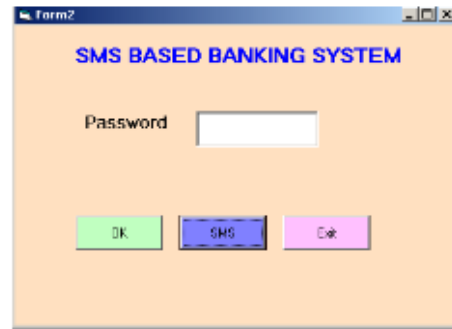 Form2
SMS BASED BANKING SYSTEM
Password
OK SMS Exit